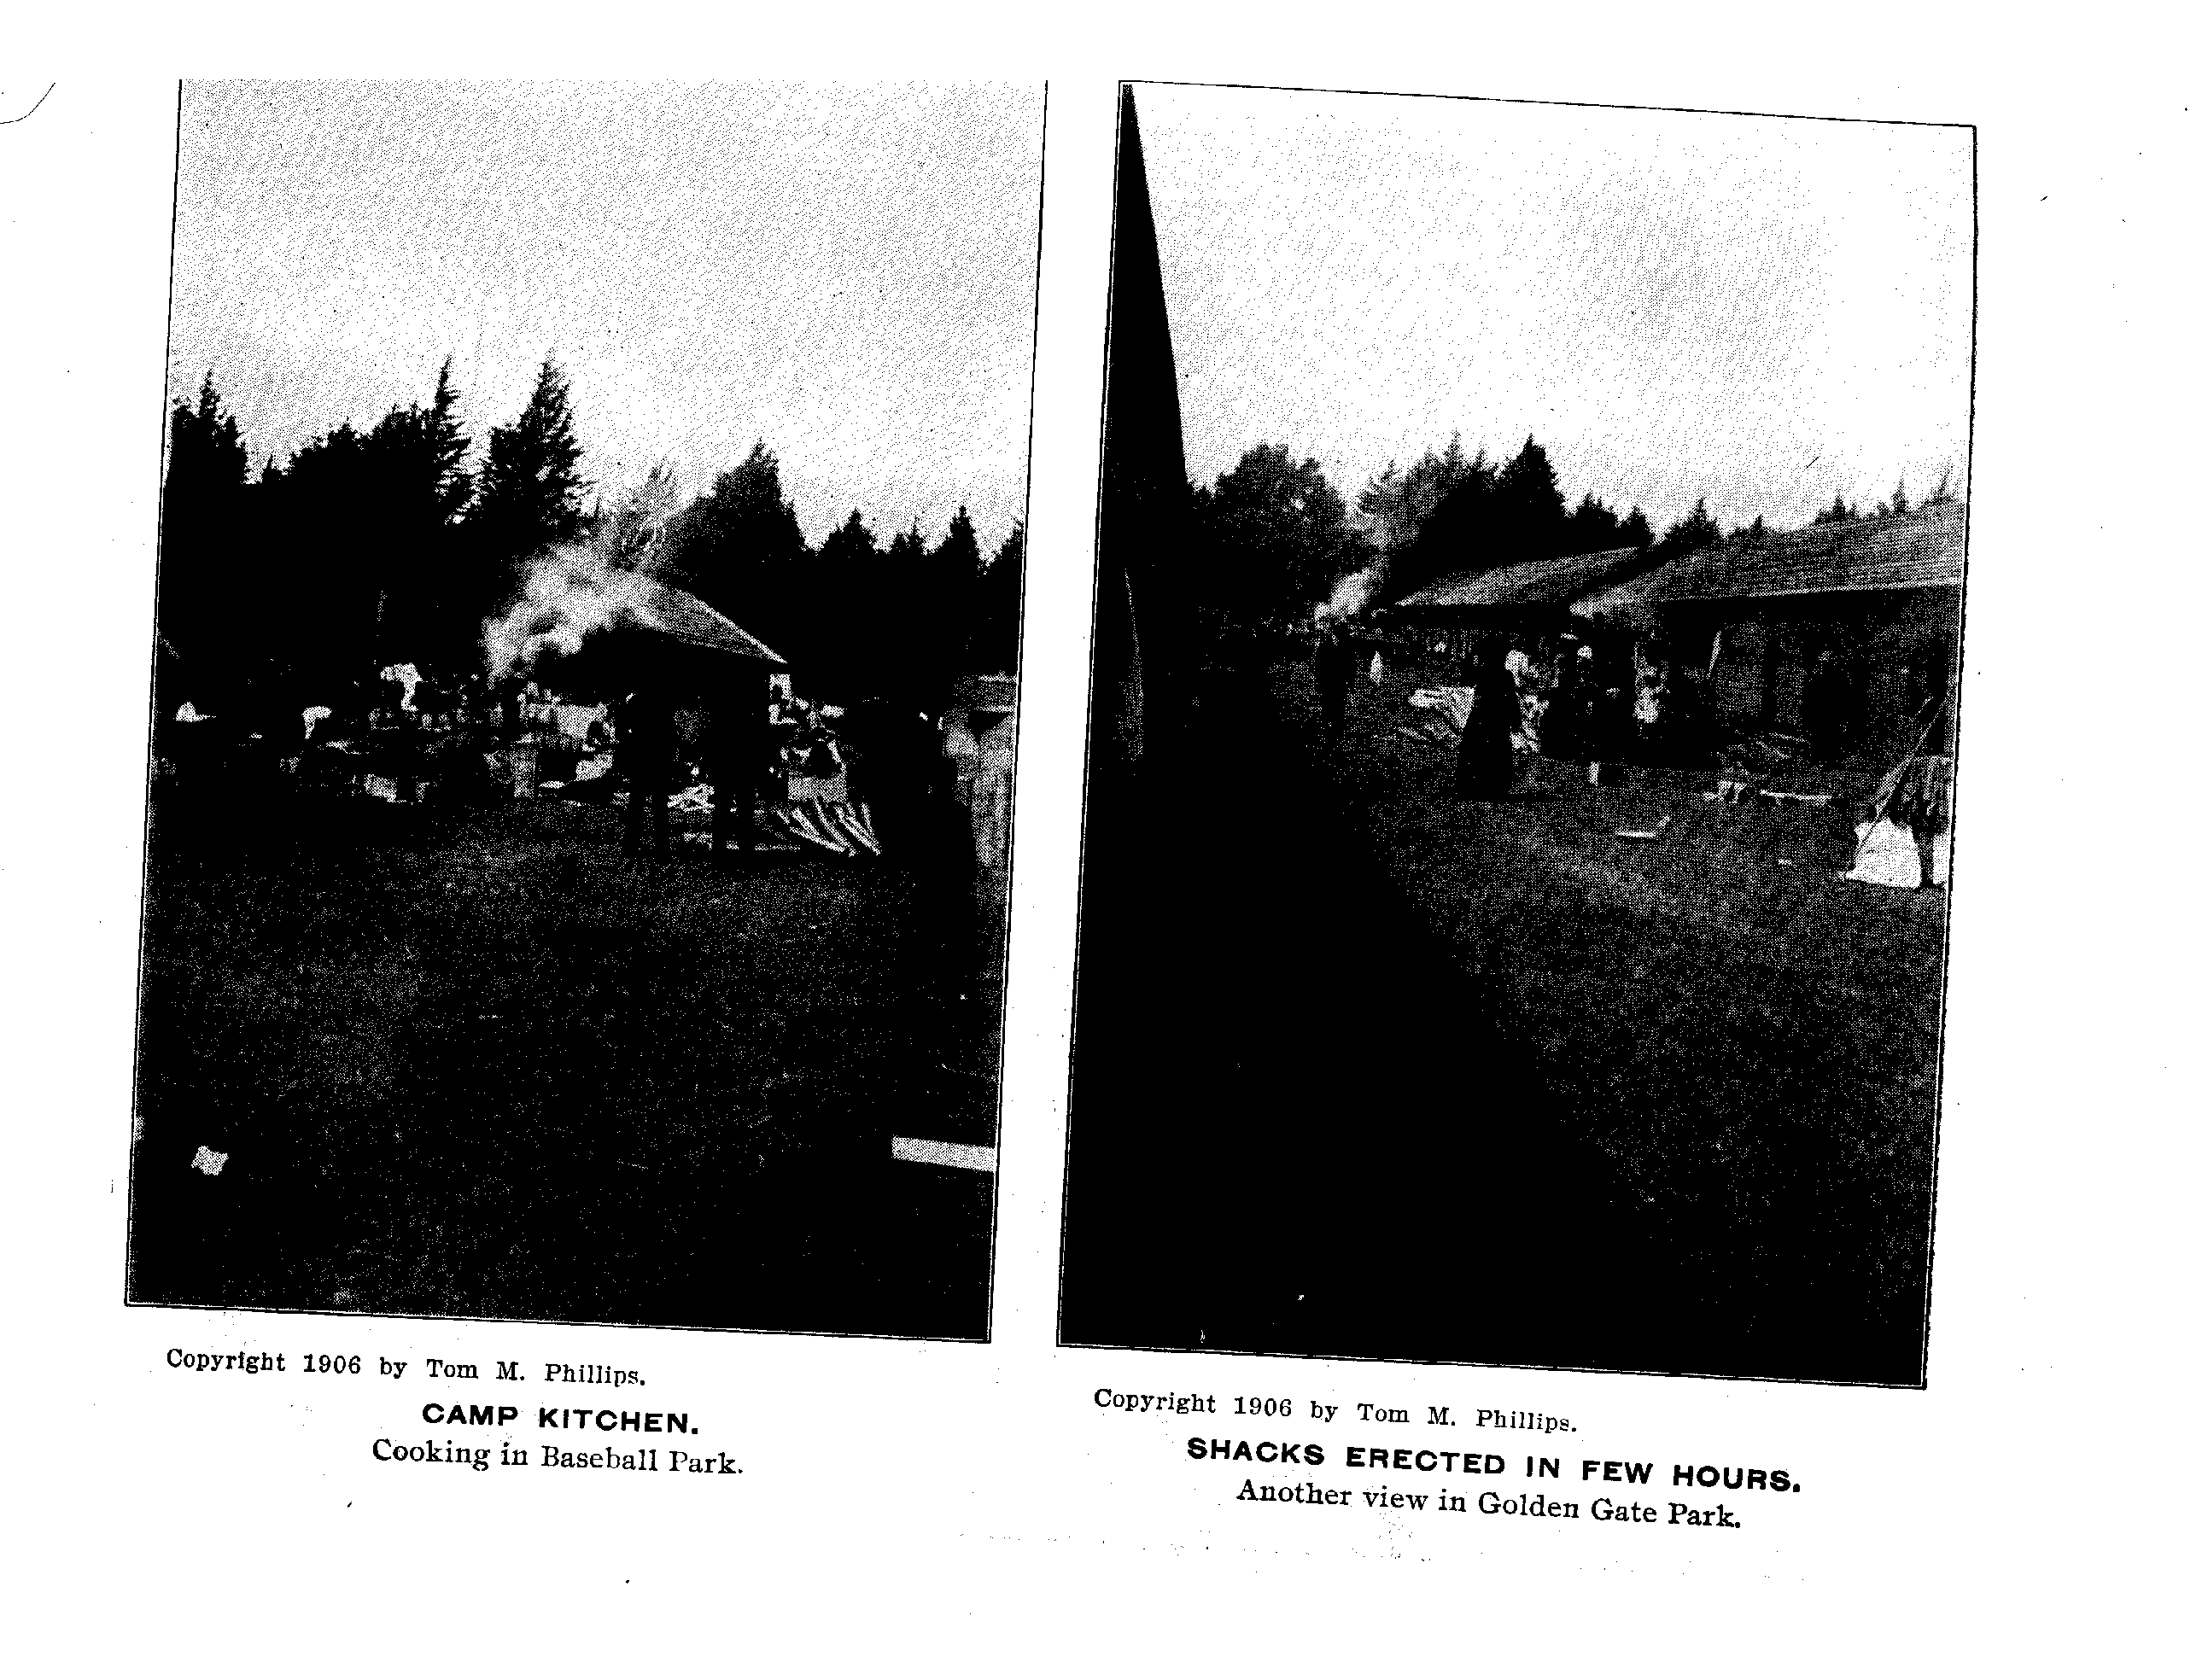 Copyright 1906 by Tom M. Phillips.
CAMP KITCHEN.
Cooking in Baseball Park.
Copyright 1906 by Tom M. Phillips.
SHACKS ERECTED IN FEW HOURS.
Another view in Golden Gate Park.